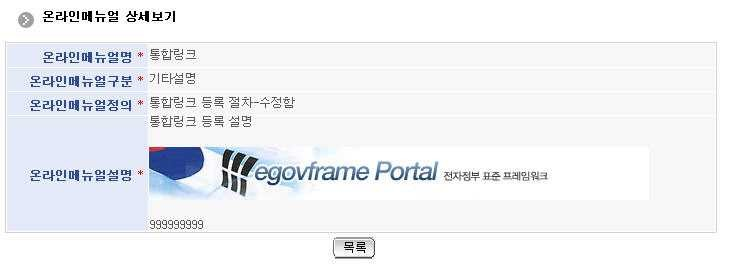 온라인메뉴얼 상세보기
온라인메뉴얼명 * 통합링크
온라인메뉴얼구분 * 기타설명
온라인메뉴얼정의 * 통합링크 등록 절차-수정함
통합링크 등록 설명
온라인메뉴얼설명 *
egovframe Portal 전자정부 표준 프레임워크
999999999
목록